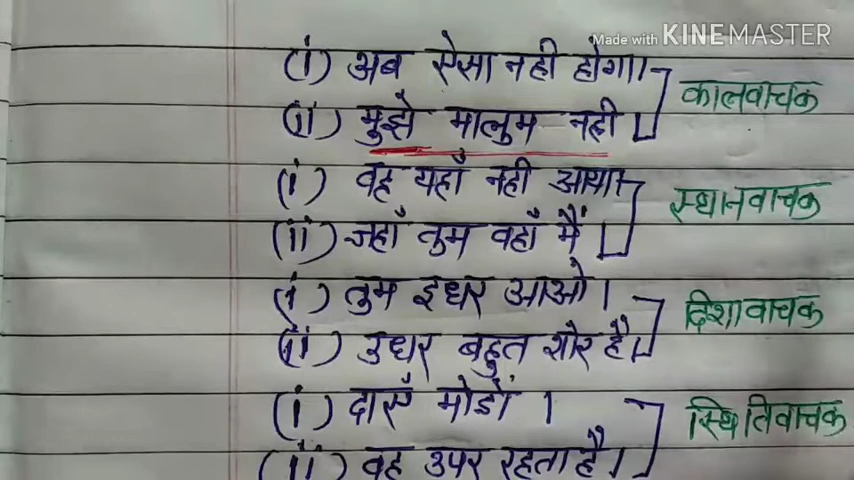 Made with KINEMASTER
(i) अब ऐसा नही होगा। कालवाचक
(ii) मुझे मालुम नही
(i) वह यहाँ नही आया स्थानवाचक
(ii) जहाँ तुम वहाँ मैं।
(i) तुम इधर आओ। दिशावाचक
(ii) उधर बहुत शोर है।
(i) दाएँ मोडों। स्थितिवाचक
(ii) वह उपर रहता है।